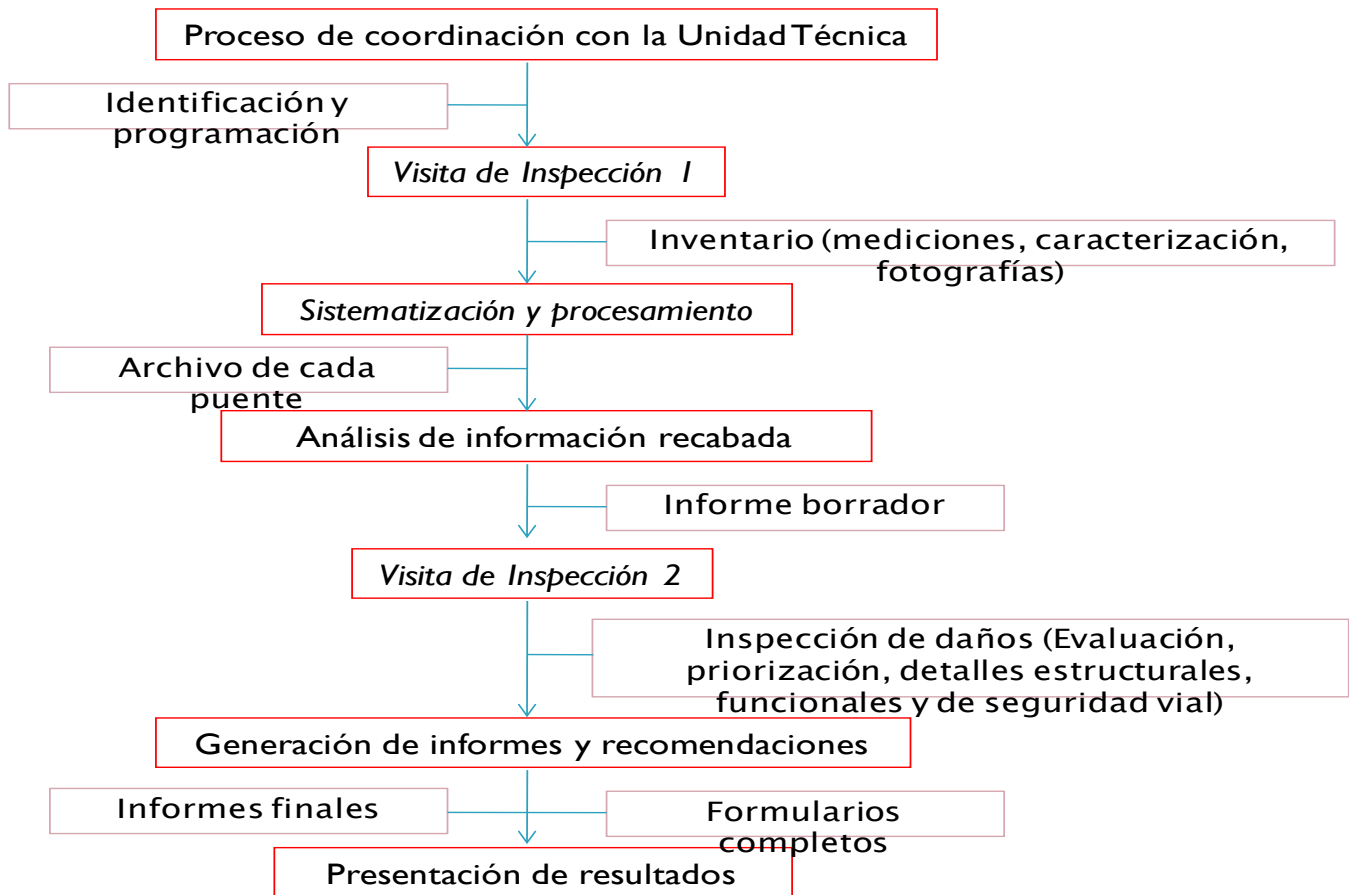 Proceso de coordinación con la Unidad Técnica
Identificación y
programación
Visita de Inspección 1
Inventario (mediciones, caracterización,
fotografías)
Sistematización y procesamiento
Archivo de cada
puente
Análisis de información recabada
Informe borrador
Visita de Inspección 2
Inspección de daños (Evaluación,
priorización, detalles estructurales,
funcionales y de seguridad vial)
Generación de informes y recomendaciones
Informes finales
Formularios
completos
Presentación de resultados